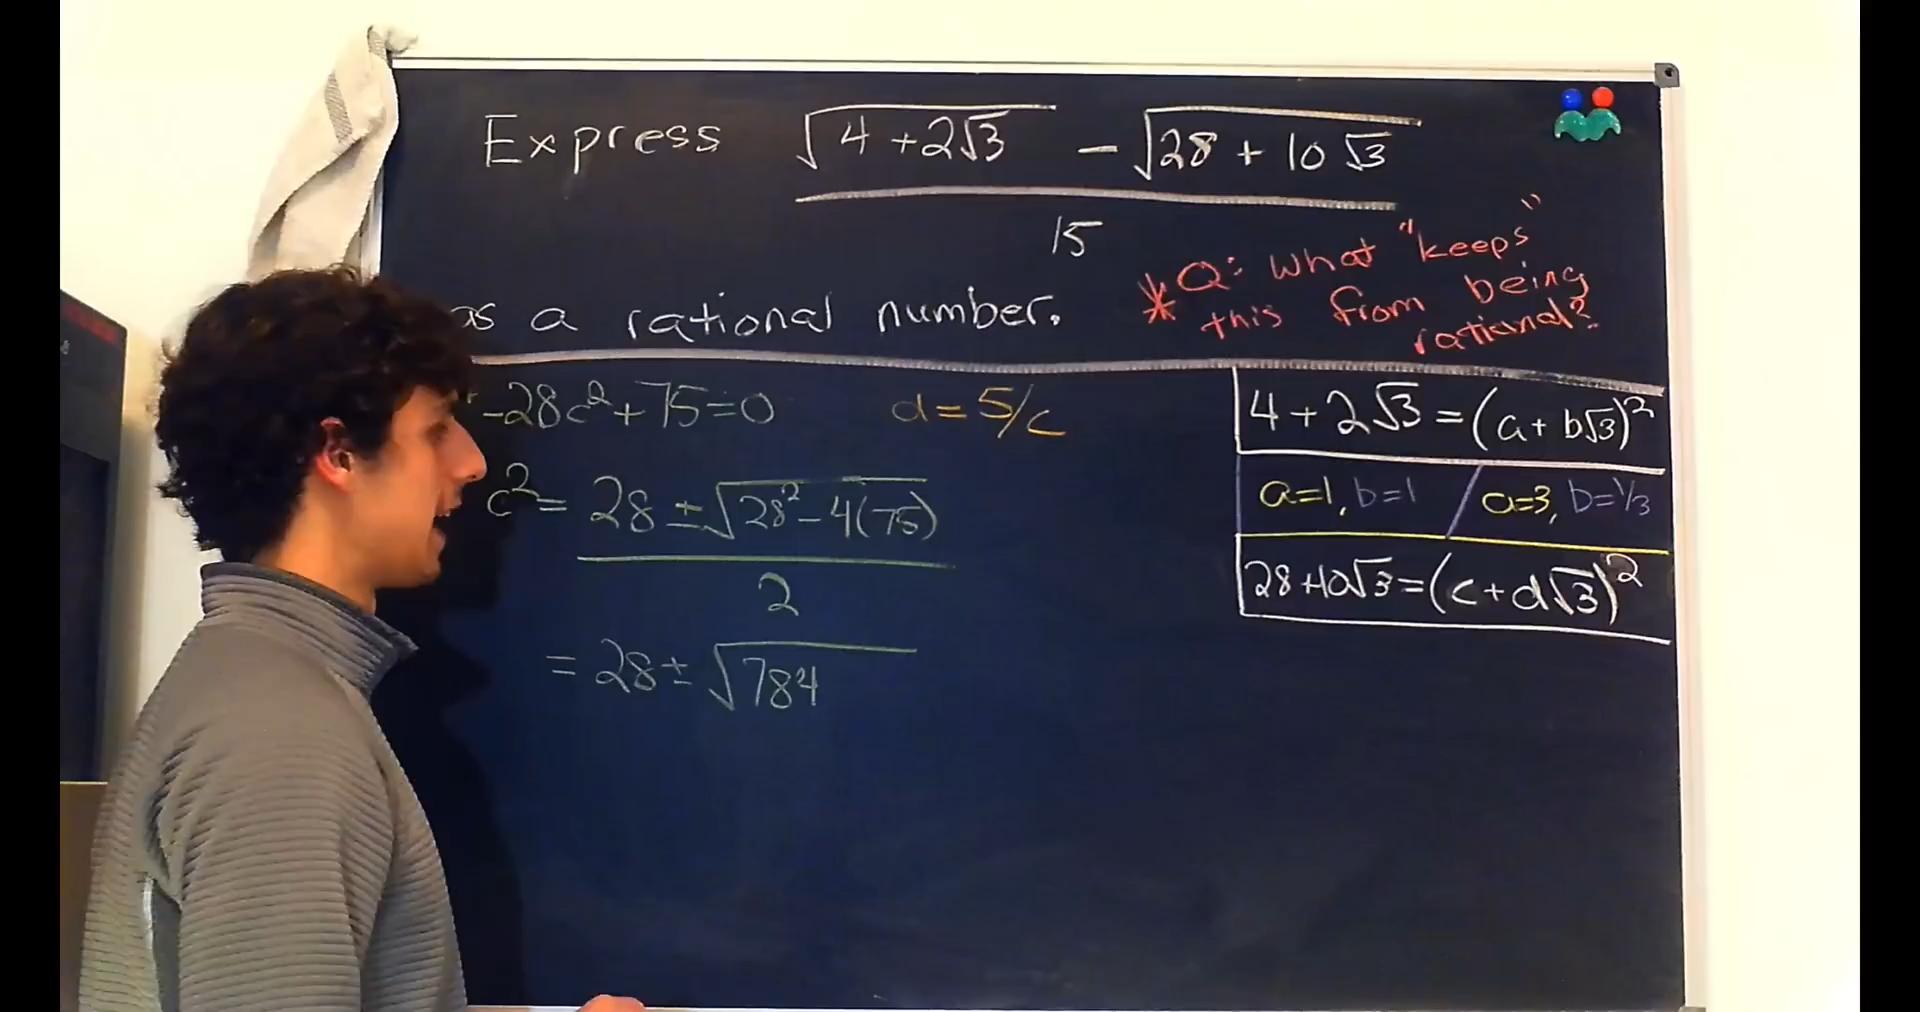 Express √(4+2√3) - √(28 + 10√3)
15
as a rational number.
*Q: What "keeps"
this from being
rational?
-28c²+75=0 d=5/c
c²= 28 ± √(28²-4(75))
2
= 28 ± √784
4+2√3=(a+b√3)²
a=1, b=1 / a=3, b=1/3
28+10√3=(c+d√3)²